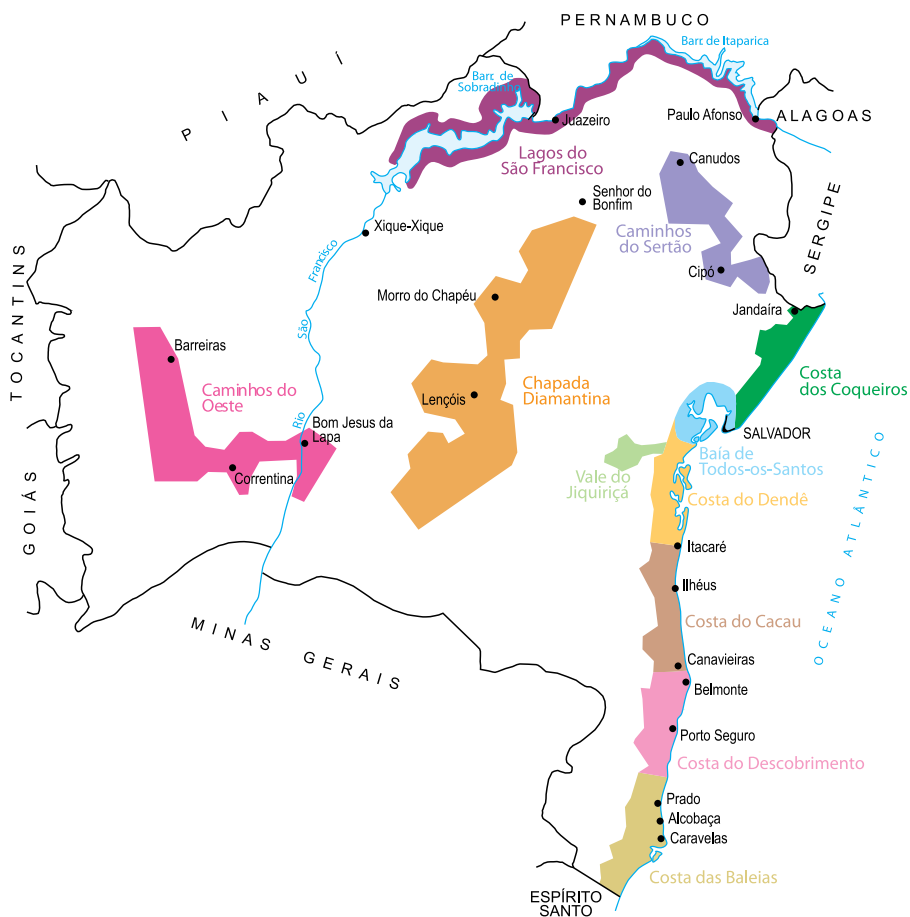 PERNAMBUCO
Barr. de Itaparica
PIAUÍ
Barr. de
Sobradinho
Juazeiro
Paulo Afonso
ALAGOAS
Lagos do
São Francisco
Canudos
Senhor do
Bonfim
Xique-Xique
Caminhos
do Sertão
SERGIPE
Francisco
São
Rio
Cipó
Morro do Chapéu
Jandaíra
TOCANTINS
Barreiras
Caminhos do
Oeste
Lençóis
Chapada
Diamantina
Costa
dos Coqueiros
Bom Jesus da
Lapa
SALVADOR
Baía de
Todos-os-Santos
Correntina
Vale do
Jiquiriçá
Costa do Dendê
GOIÁS
OCEANO ATLÂNTICO
Itacaré
Ilhéus
MINAS GERAIS
Costa do Cacau
Canavieiras
Belmonte
Porto Seguro
Costa do Descobrimento
Prado
Alcobaça
Caravelas
Costa das Baleias
ESPÍRITO
SANTO